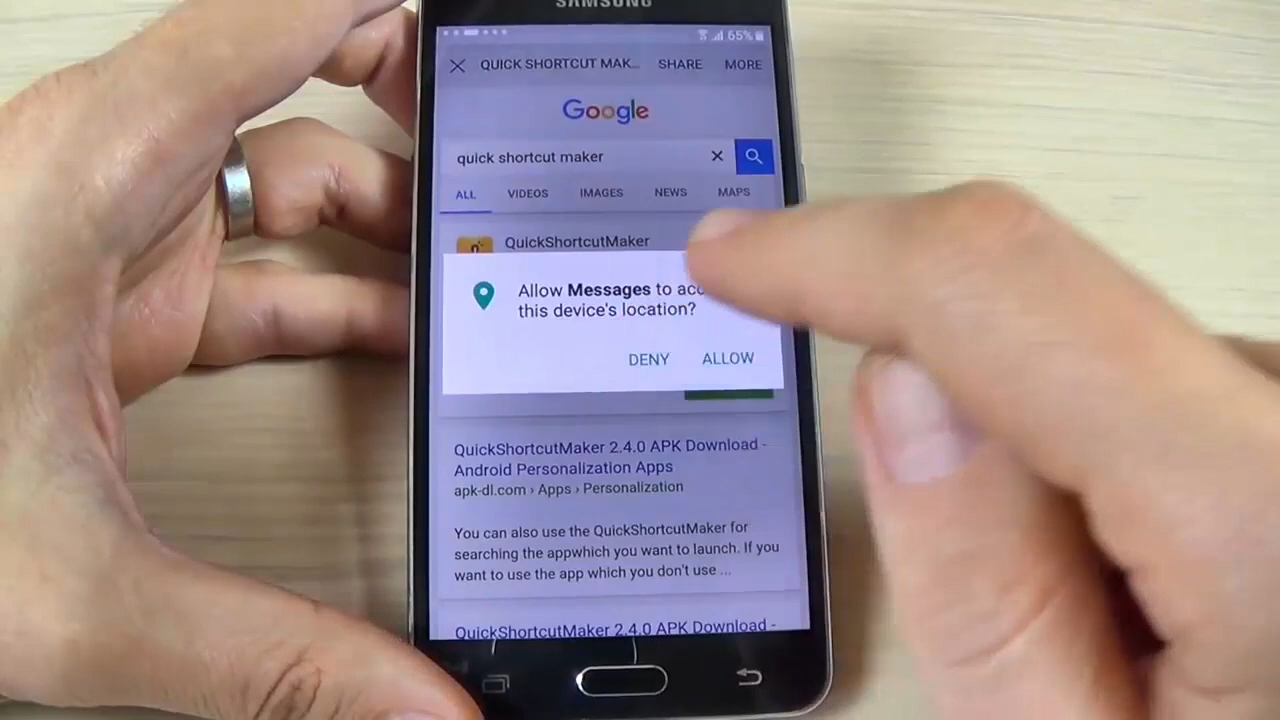 SAMSUNG
65%
QUICK SHORTCUT MAK... SHARE MORE
Google
quick shortcut maker
ALL VIDEOS IMAGES NEWS MAPS
QuickShortcutMaker
Allow Messages to
this device's location?
DENY ALLOW
QuickShortcutMaker 2.4.0 APK Download -
Android Personalization Apps
apk-dl.com › Apps › Personalization
You can also use the QuickShortcutMaker for
searching the appwhich you want to launch. If you
want to use the app which you don't use ...
QuickShortcutMaker 2.4.0 APK Download -